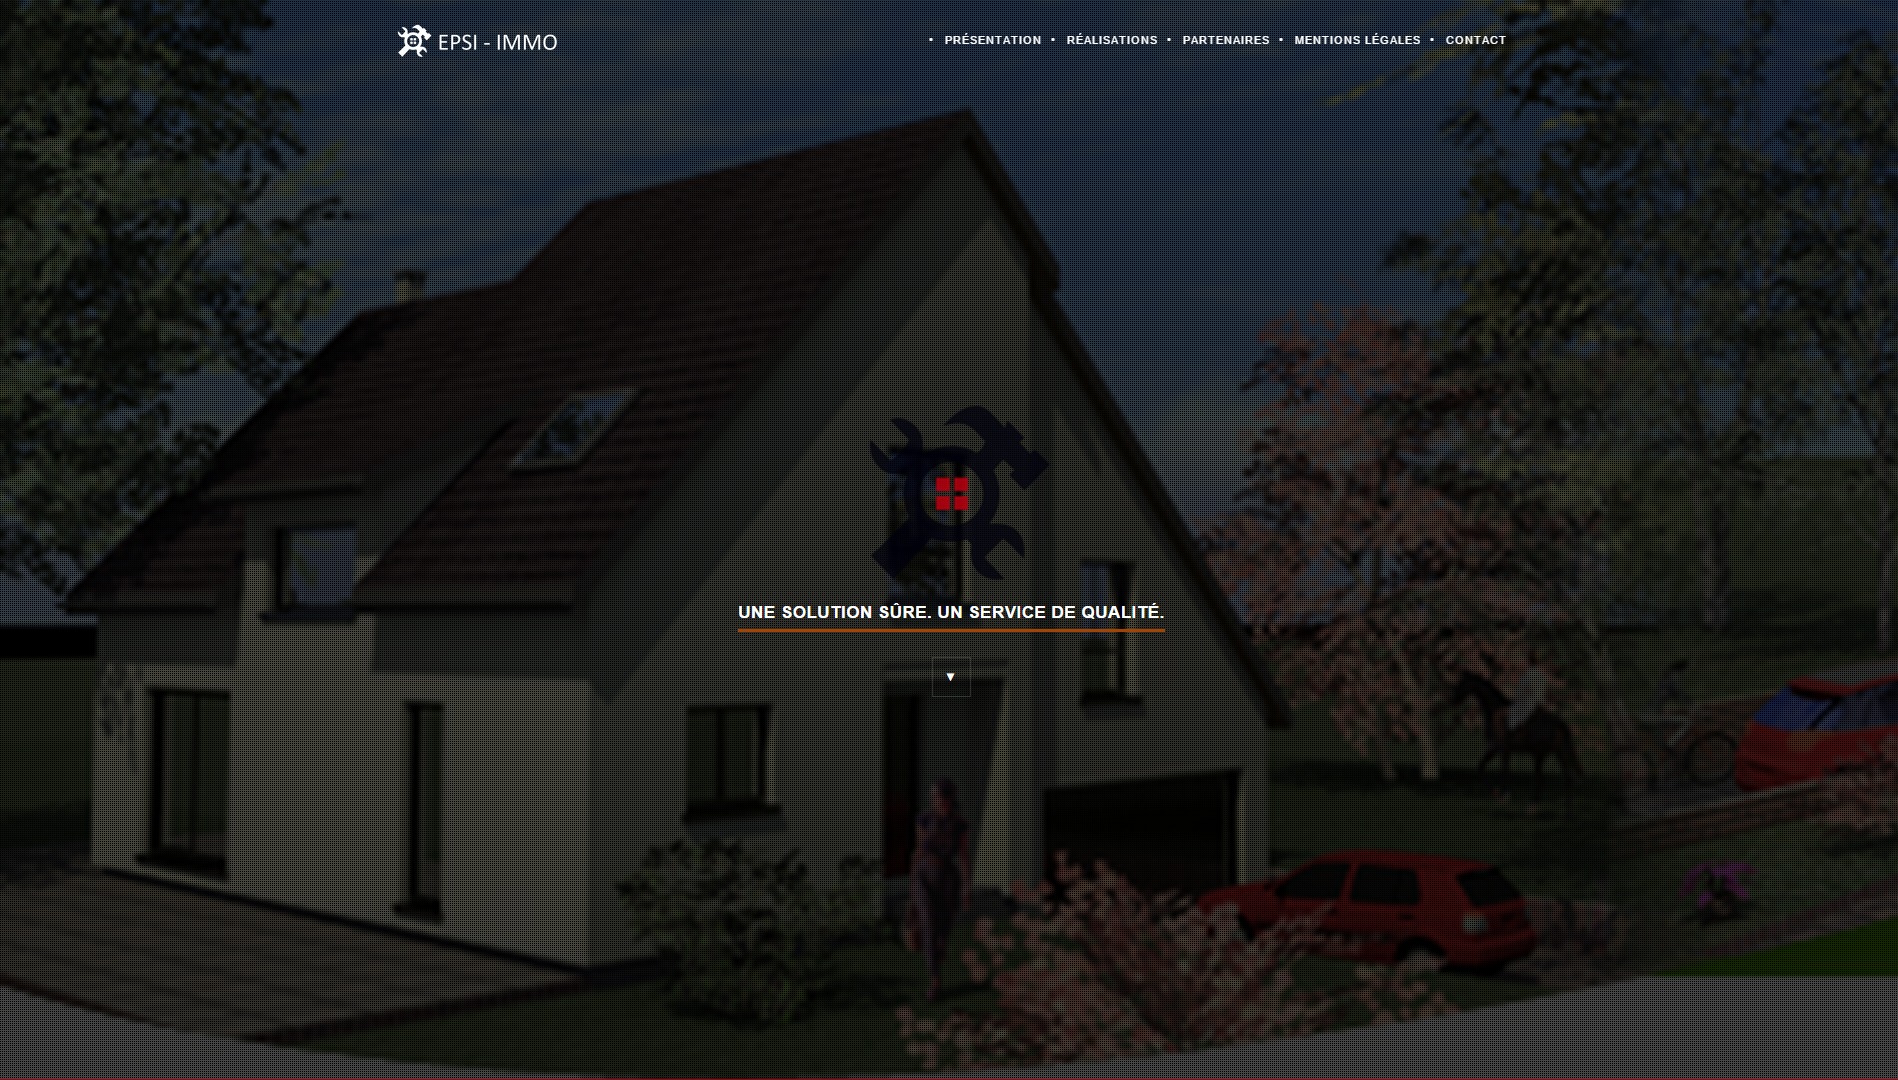 EPSI - IMMO
• PRÉSENTATION • RÉALISATIONS • PARTENAIRES • MENTIONS LÉGALES • CONTACT
UNE SOLUTION SÛRE. UN SERVICE DE QUALITÉ.
▼